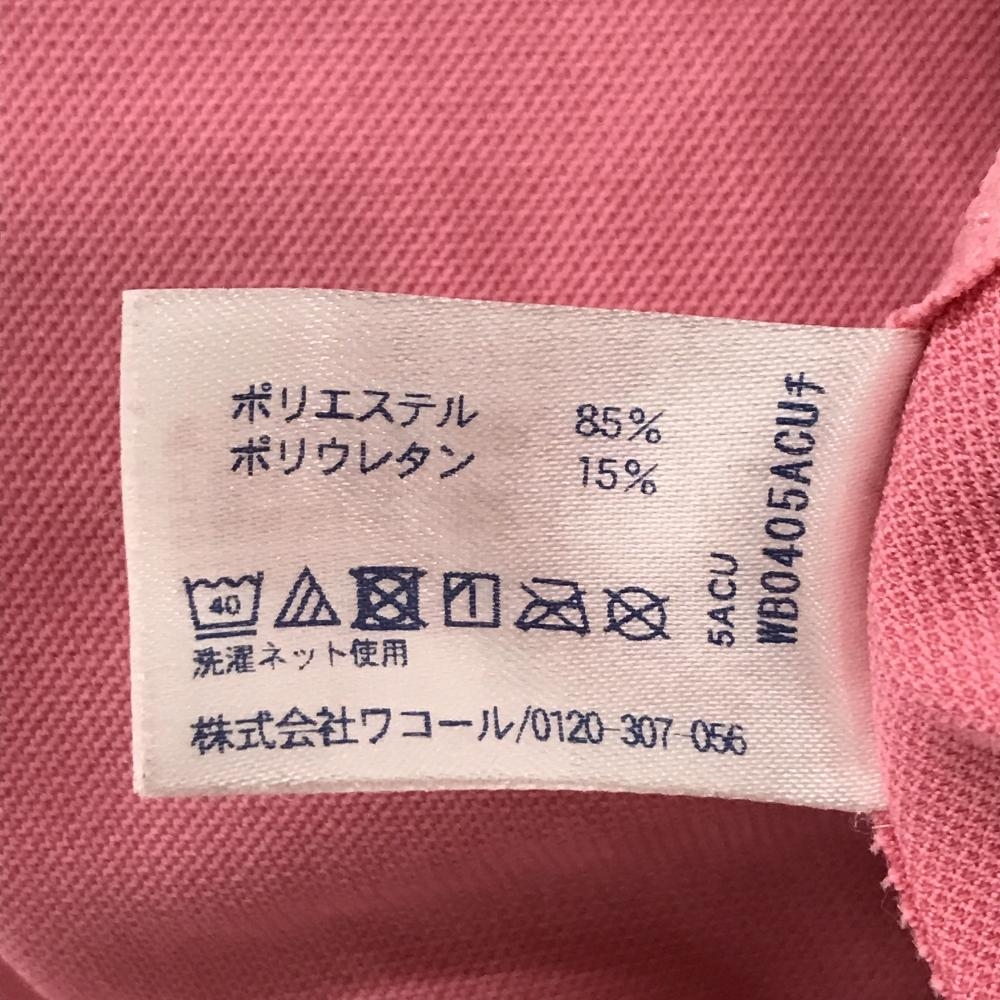 ポリエステル 85%
ポリウレタン 15%
40
洗濯ネット使用
株式会社ワコール/0120-307-056
5ACU
WB0405ACUチ